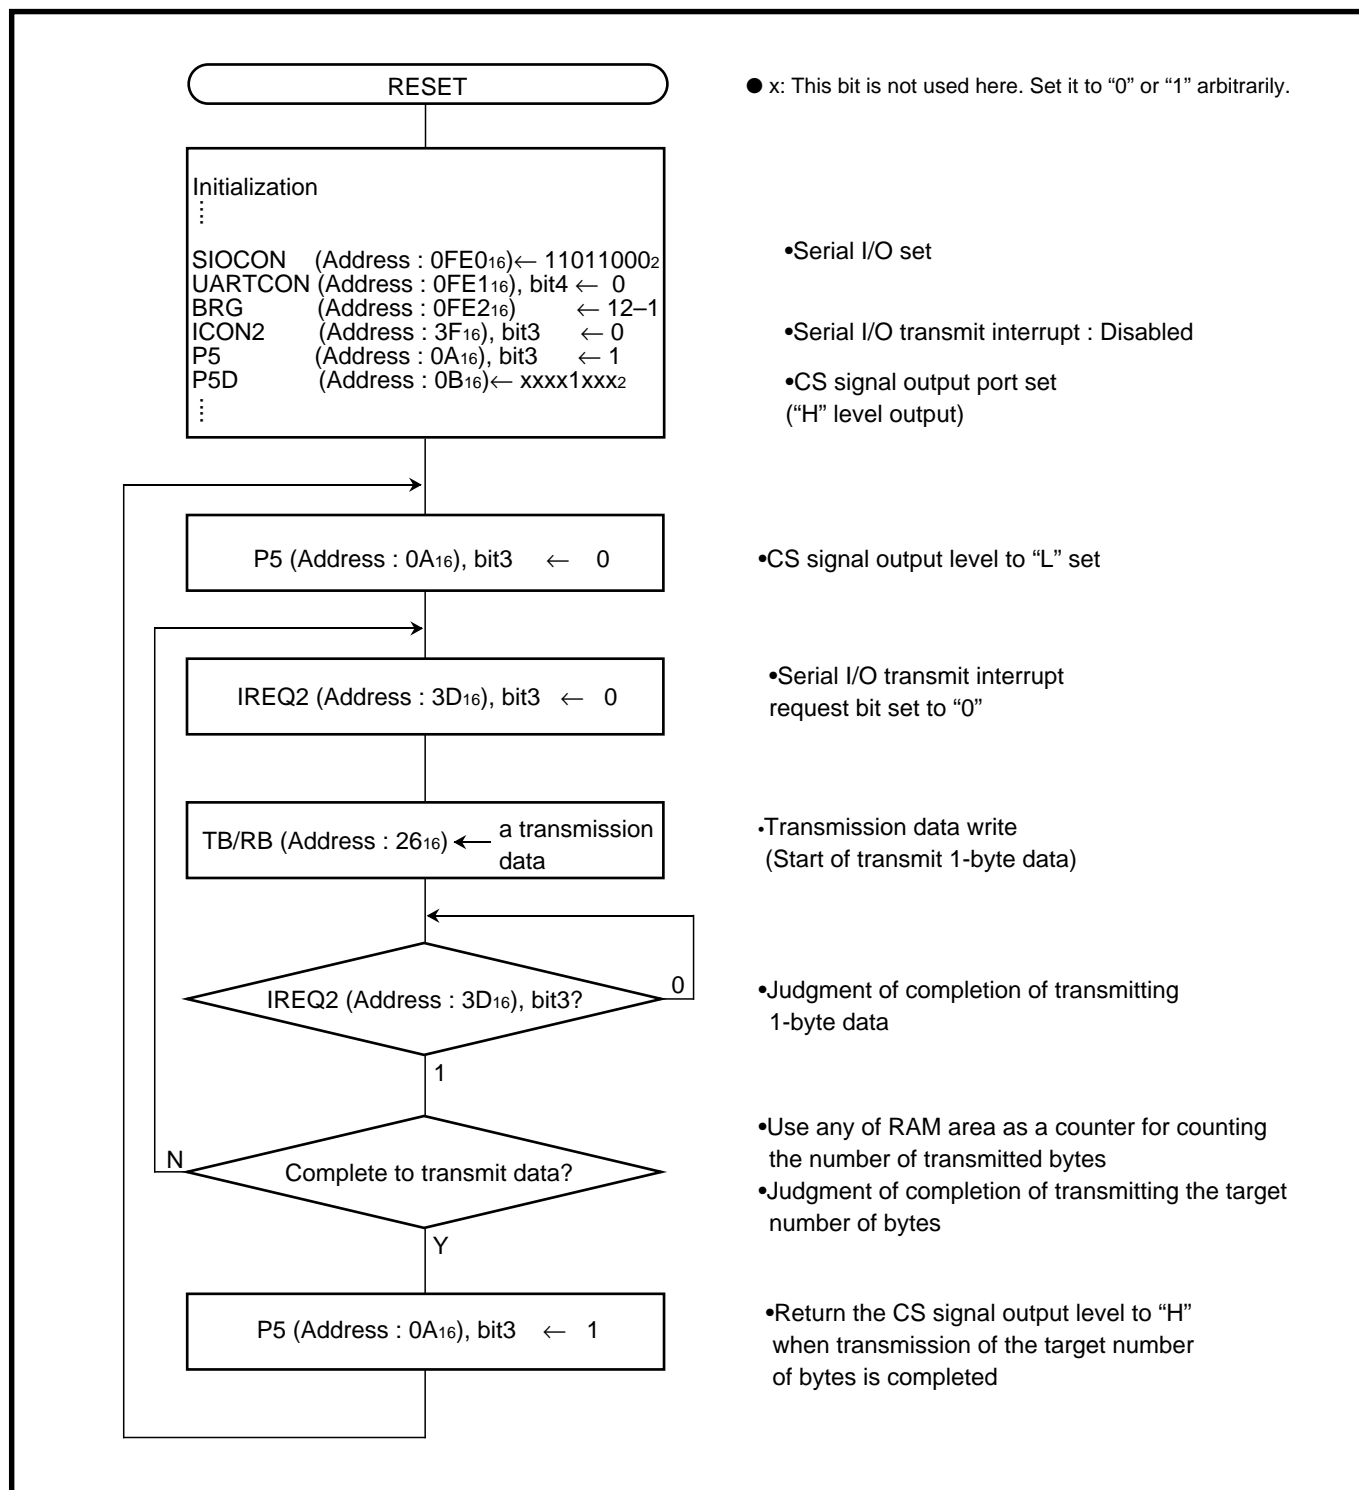 RESET
● x: This bit is not used here. Set it to “0” or “1” arbitrarily.
Initialization
SIOCON (Address : 0FE016)← 110110002
UARTCON (Address : 0FE116), bit4 ← 0
BRG (Address : 0FE216) ← 12–1
ICON2 (Address : 3F16), bit3 ← 0
P5 (Address : 0A16), bit3 ← 1
P5D (Address : 0B16)← xxxx1xxx2
•Serial I/O set
•Serial I/O transmit interrupt : Disabled
•CS signal output port set
(“H” level output)
P5 (Address : 0A16), bit3 ← 0
•CS signal output level to “L” set
IREQ2 (Address : 3D16), bit3 ← 0
•Serial I/O transmit interrupt
request bit set to “0”
TB/RB (Address : 2616) ← a transmission
data
•Transmission data write
(Start of transmit 1-byte data)
IREQ2 (Address : 3D16), bit3?
0
1
•Judgment of completion of transmitting
1-byte data
Complete to transmit data?
N
Y
•Use any of RAM area as a counter for counting
the number of transmitted bytes
•Judgment of completion of transmitting the target
number of bytes
P5 (Address : 0A16), bit3 ← 1
•Return the CS signal output level to “H”
when transmission of the target number
of bytes is completed